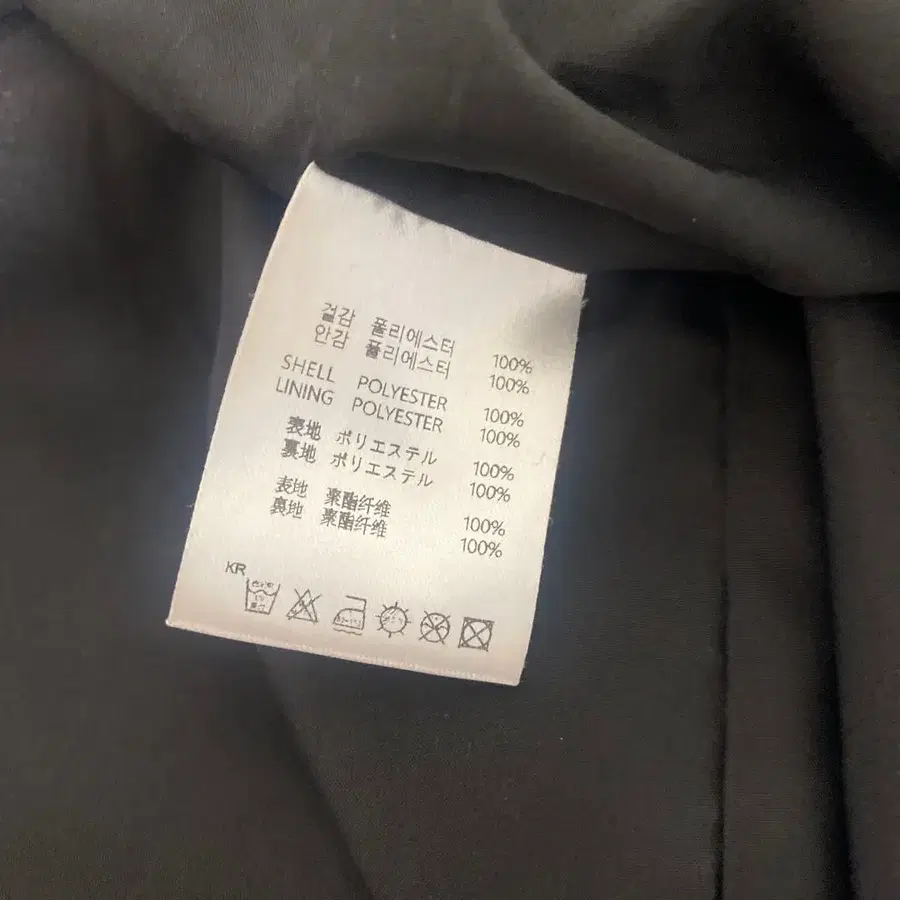 겉감 폴리에스터 100%
안감 폴리에스터 100%
SHELL POLYESTER 100%
LINING POLYESTER 100%
表地 ポリエステル 100%
裏地 ポリエステル 100%
表地 聚酯纤维 100%
裏地 聚酯纤维 100%
KR